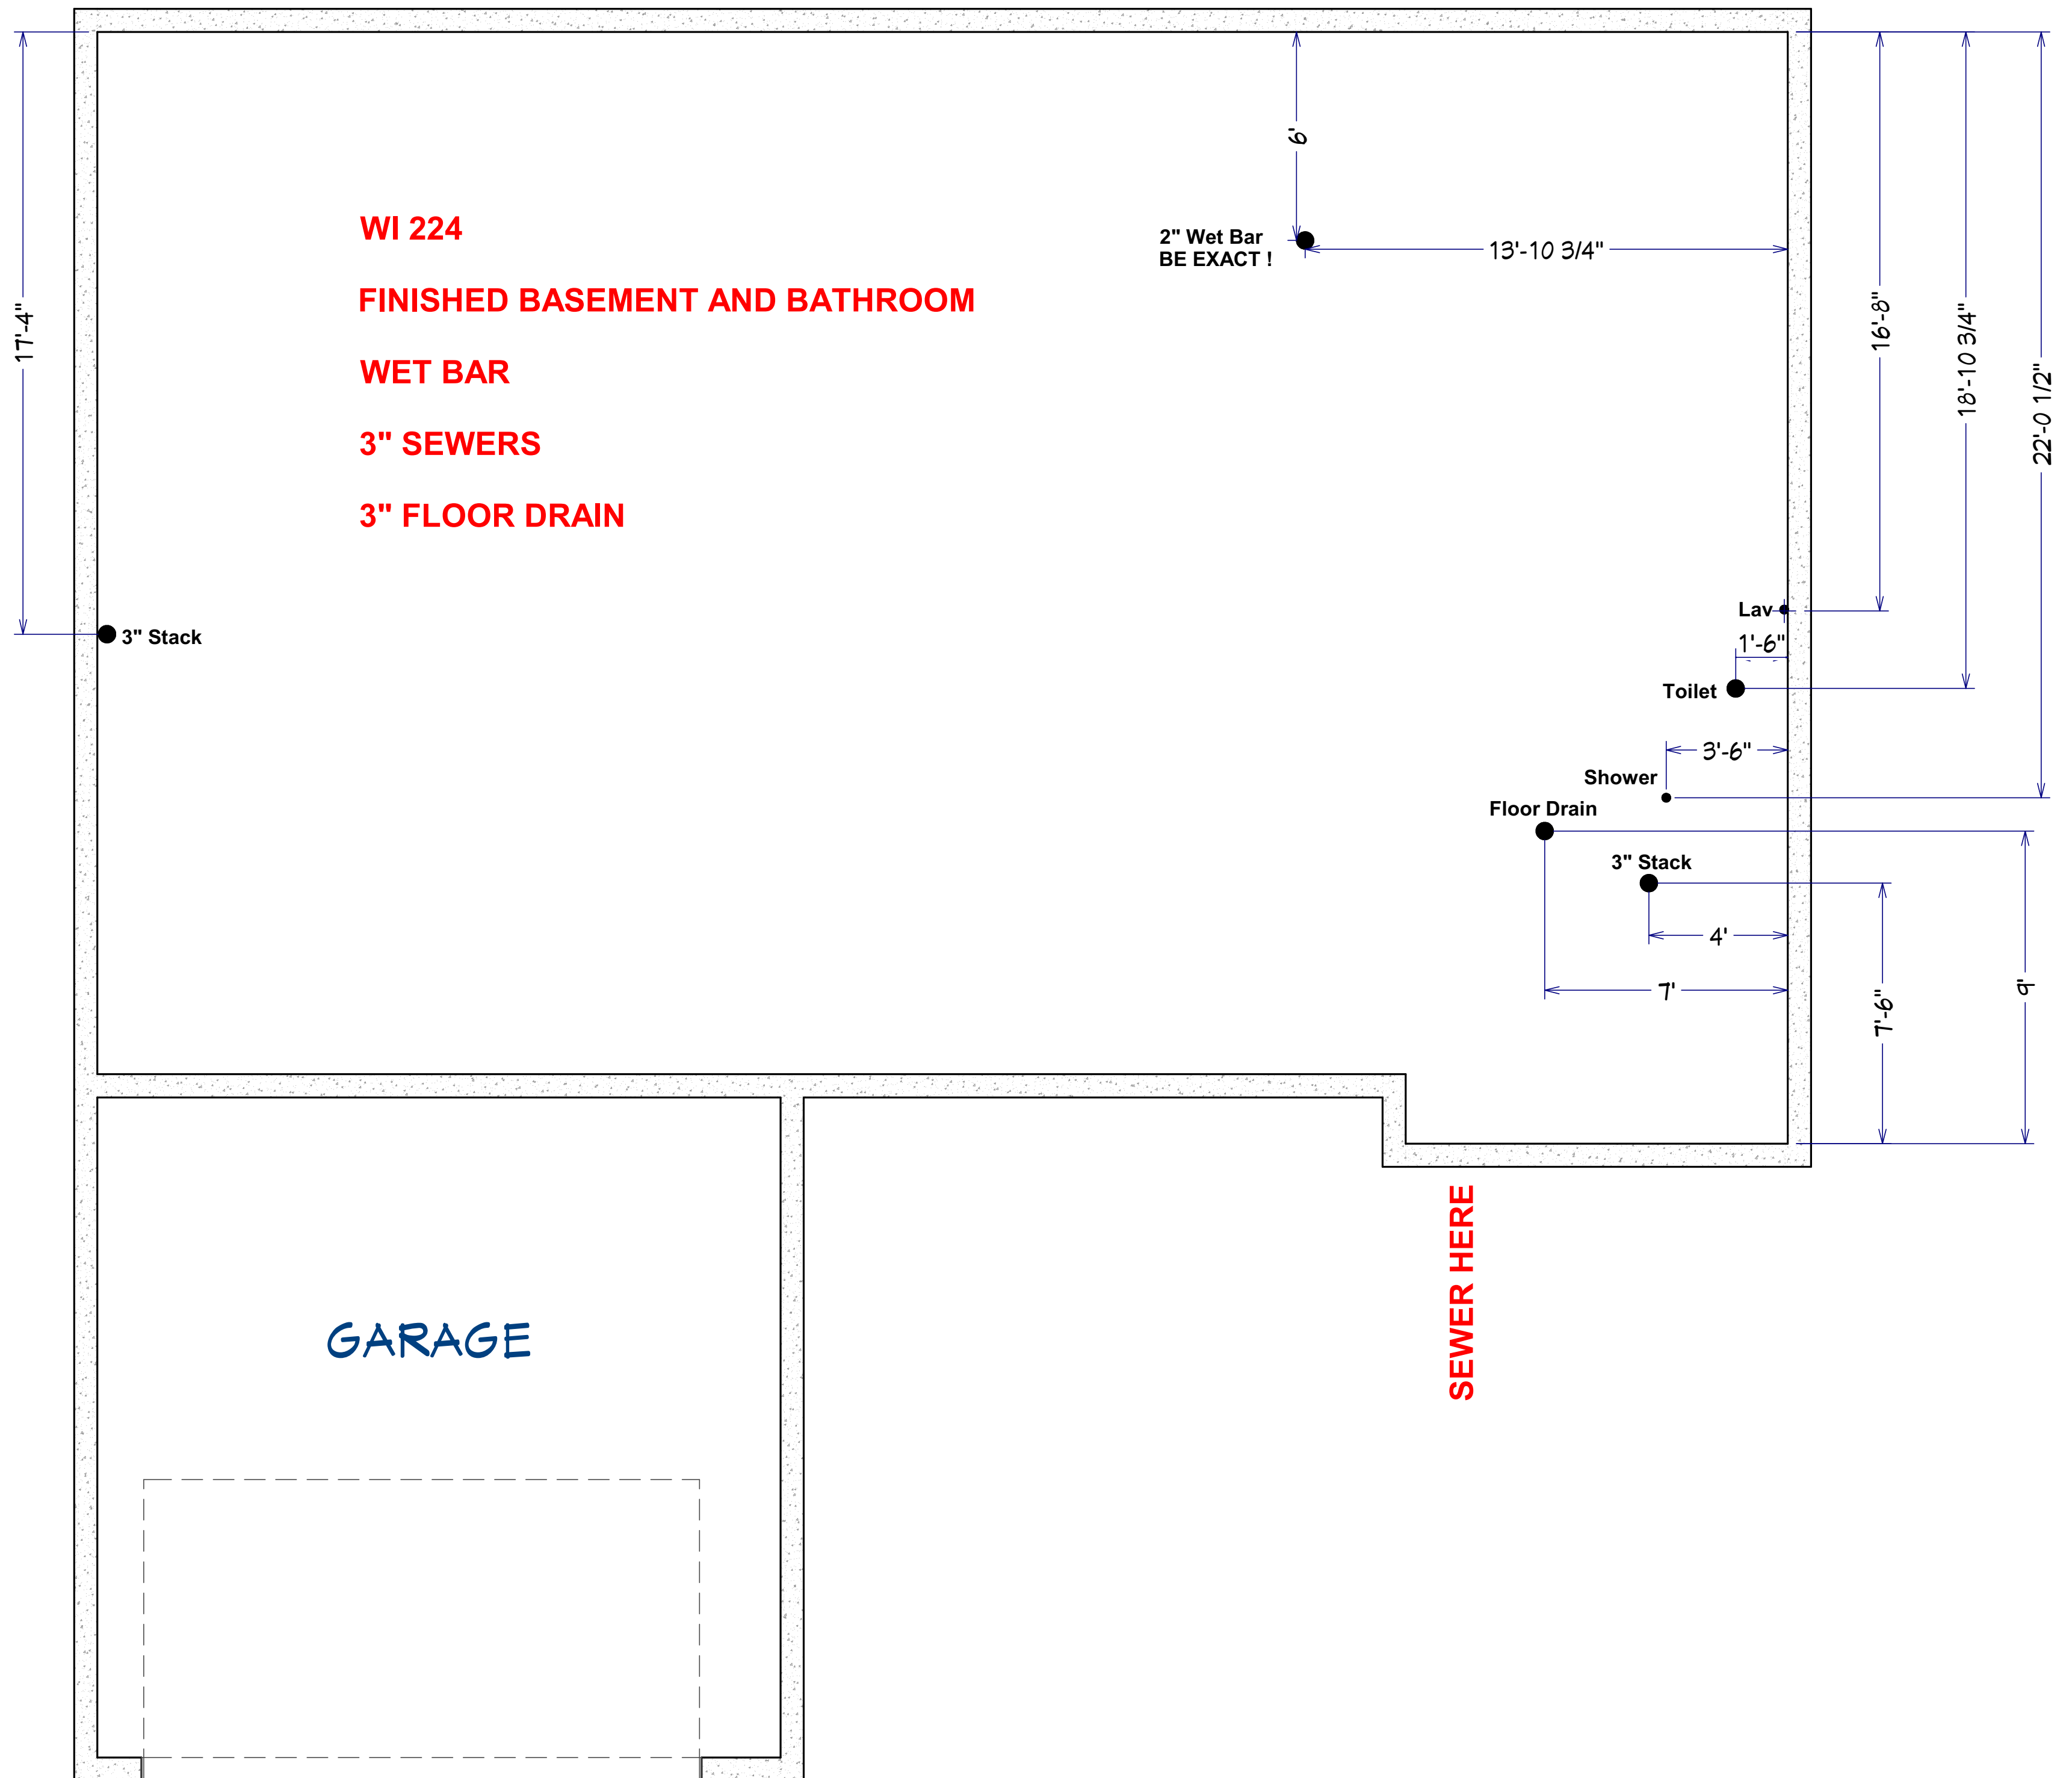 6'
WI 224
2" Wet Bar
BE EXACT !
13'-10 3/4"
FINISHED BASEMENT AND BATHROOM
17'-4"
16'-8"
18'-10 3/4"
22'-0 1/2"
WET BAR
3" SEWERS
3" FLOOR DRAIN
Lav
3" Stack
1'-6"
Toilet
3'-6"
Shower
Floor Drain
3" Stack
4'
7'
7'-6"
9'
SEWER HERE
GARAGE